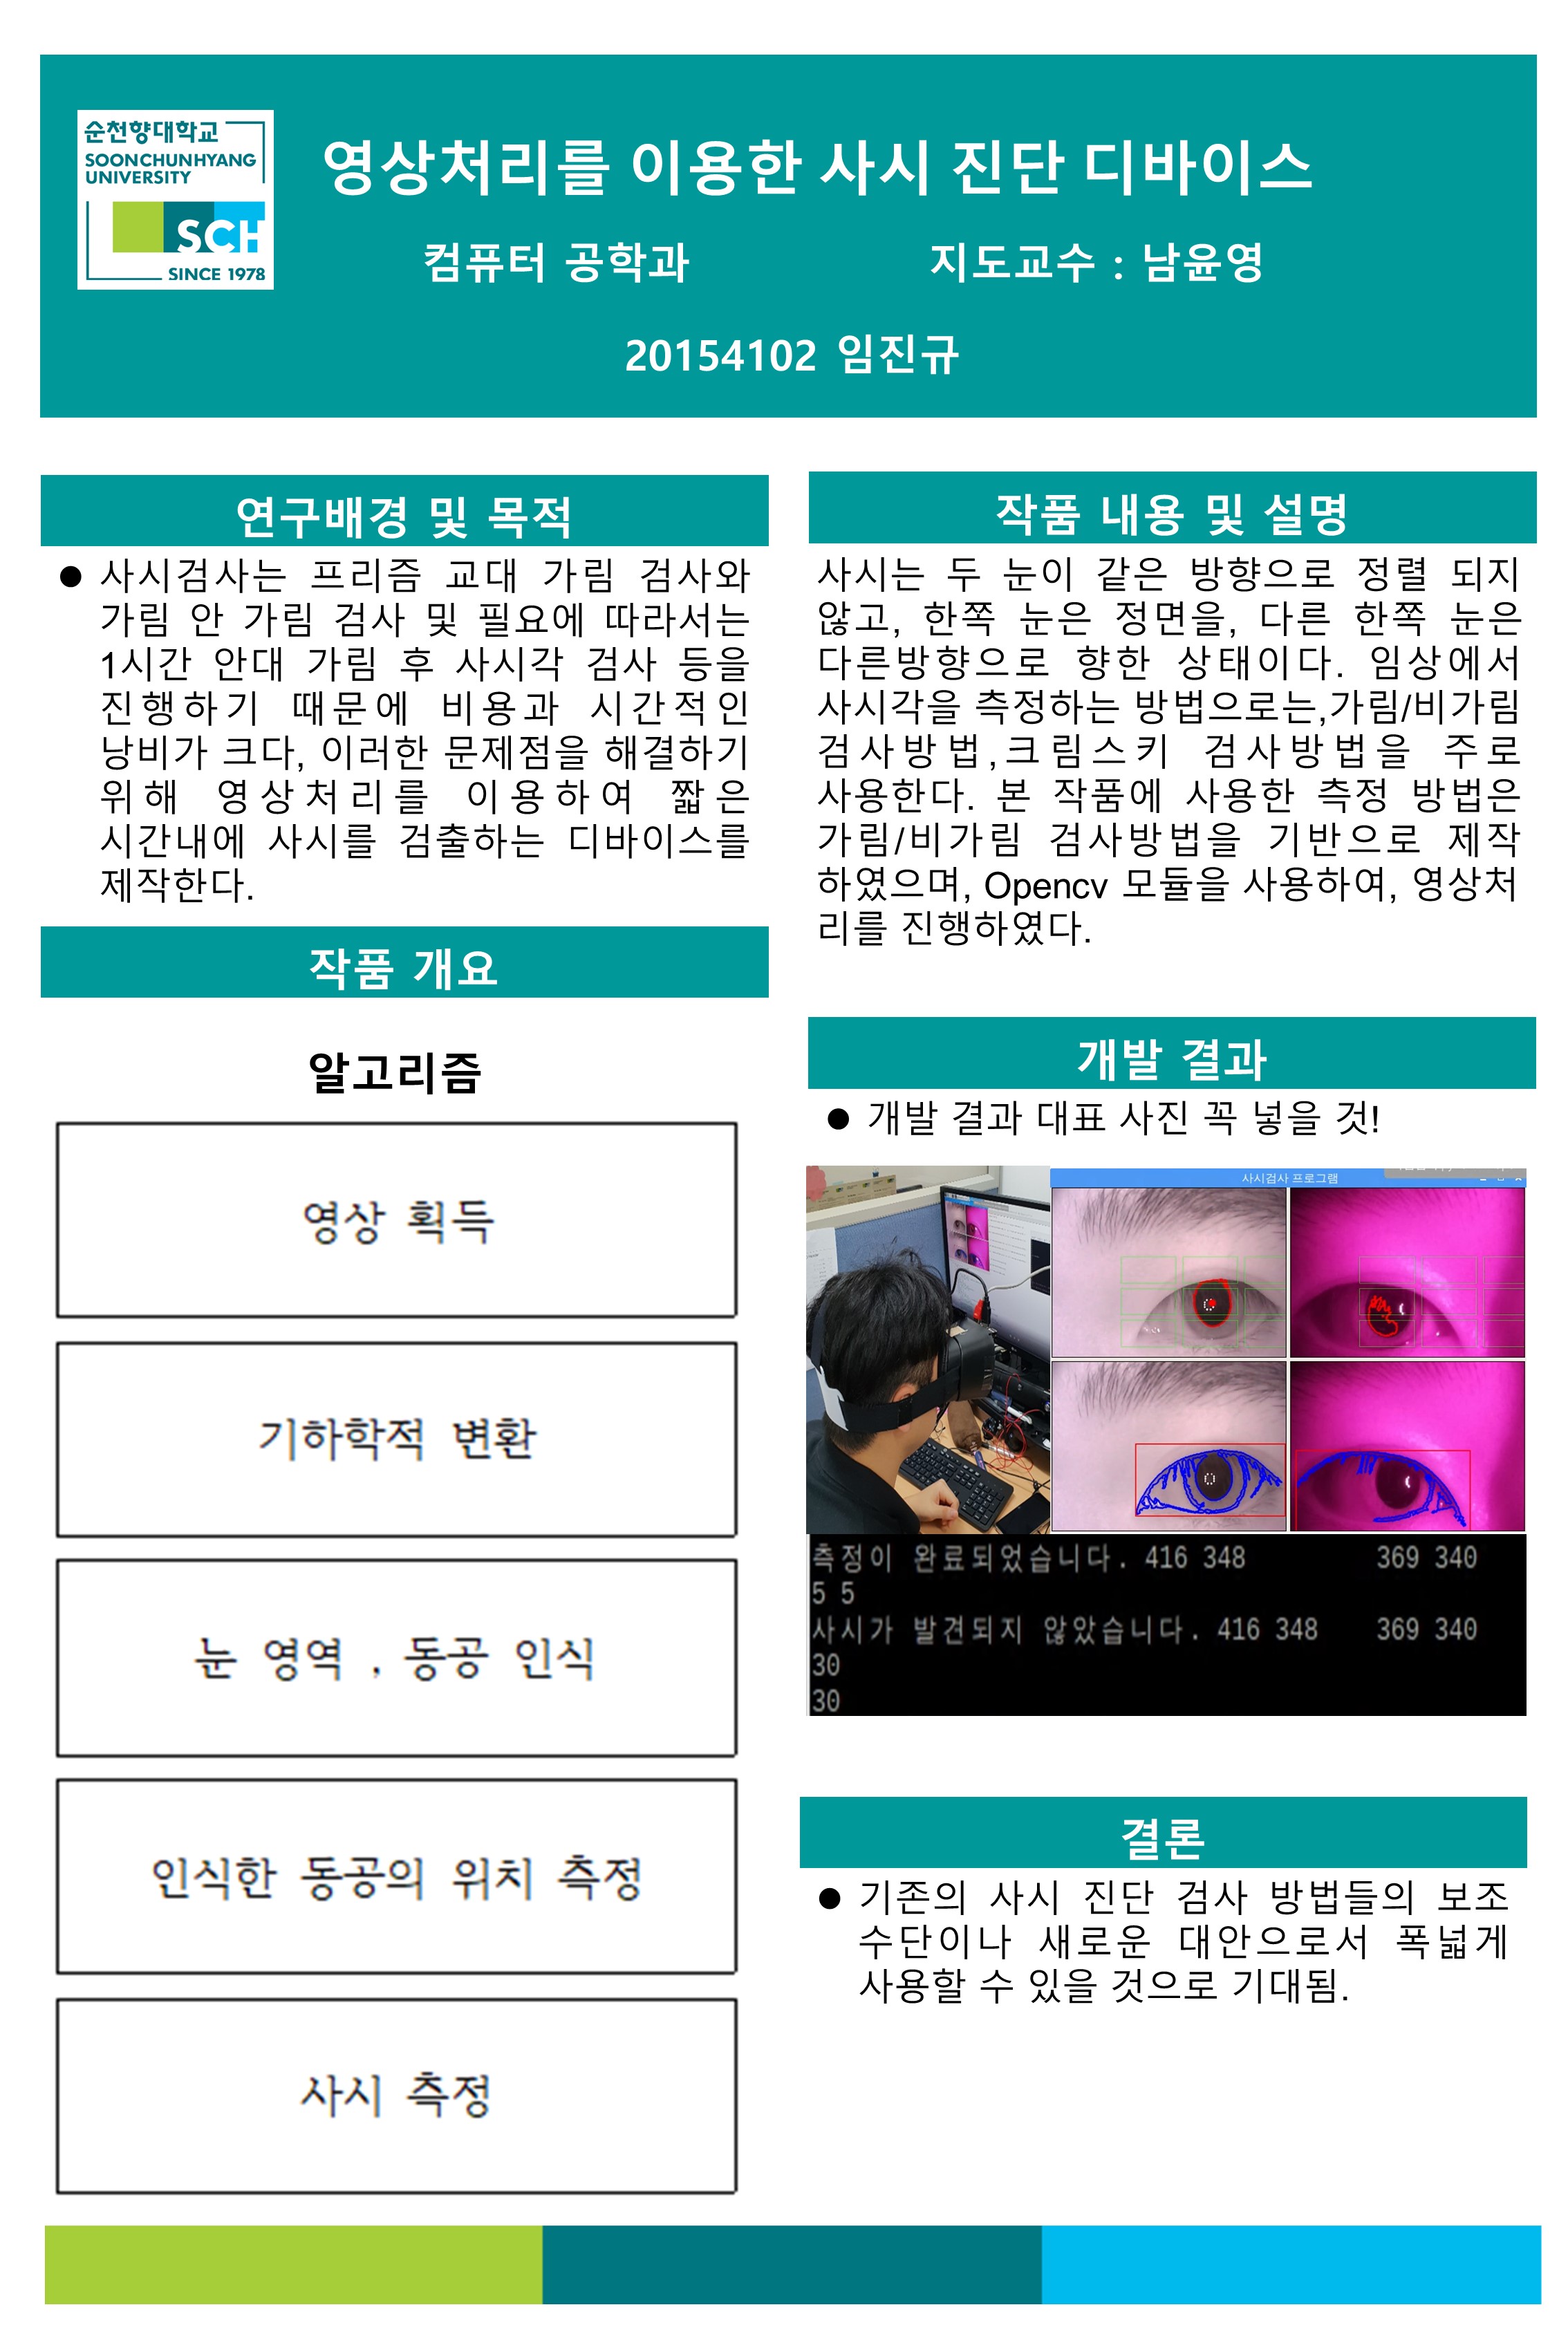 순천향대학교
SOONCHUNHYANG
UNIVERSITY
SCH
SINCE 1978
영상처리를 이용한 사시 진단 디바이스
컴퓨터 공학과
지도교수 : 남윤영
20154102 임진규
연구배경 및 목적
● 사시검사는 프리즘 교대 가림 검사와
가림 안 가림 검사 및 필요에 따라서는
1시간 안대 가림 후 사시각 검사 등을
진행하기 때문에 비용과 시간적인
낭비가 크다, 이러한 문제점을 해결하기
위해 영상처리를 이용하여 짧은
시간내에 사시를 검출하는 디바이스를
제작한다.
작품 개요
알고리즘
영상 획득
기하학적 변환
눈 영역 , 동공 인식
인식한 동공의 위치 측정
사시 측정
작품 내용 및 설명
사시는 두 눈이 같은 방향으로 정렬 되지
않고, 한쪽 눈은 정면을, 다른 한쪽 눈은
다른방향으로 향한 상태이다. 임상에서
사시각을 측정하는 방법으로는,가림/비가림
검사방법,크림스키 검사방법을 주로
사용한다. 본 작품에 사용한 측정 방법은
가림/비가림 검사방법을 기반으로 제작
하였으며, Opencv 모듈을 사용하여, 영상처
리를 진행하였다.
개발 결과
● 개발 결과 대표 사진 꼭 넣을 것!
사시검사 프로그램
측정이 완료되었습니다. 416 348 369 340
5 5
사시가 발견되지 않았습니다. 416 348 369 340
30
30
결론
● 기존의 사시 진단 검사 방법들의 보조
수단이나 새로운 대안으로서 폭넓게
사용할 수 있을 것으로 기대됨.